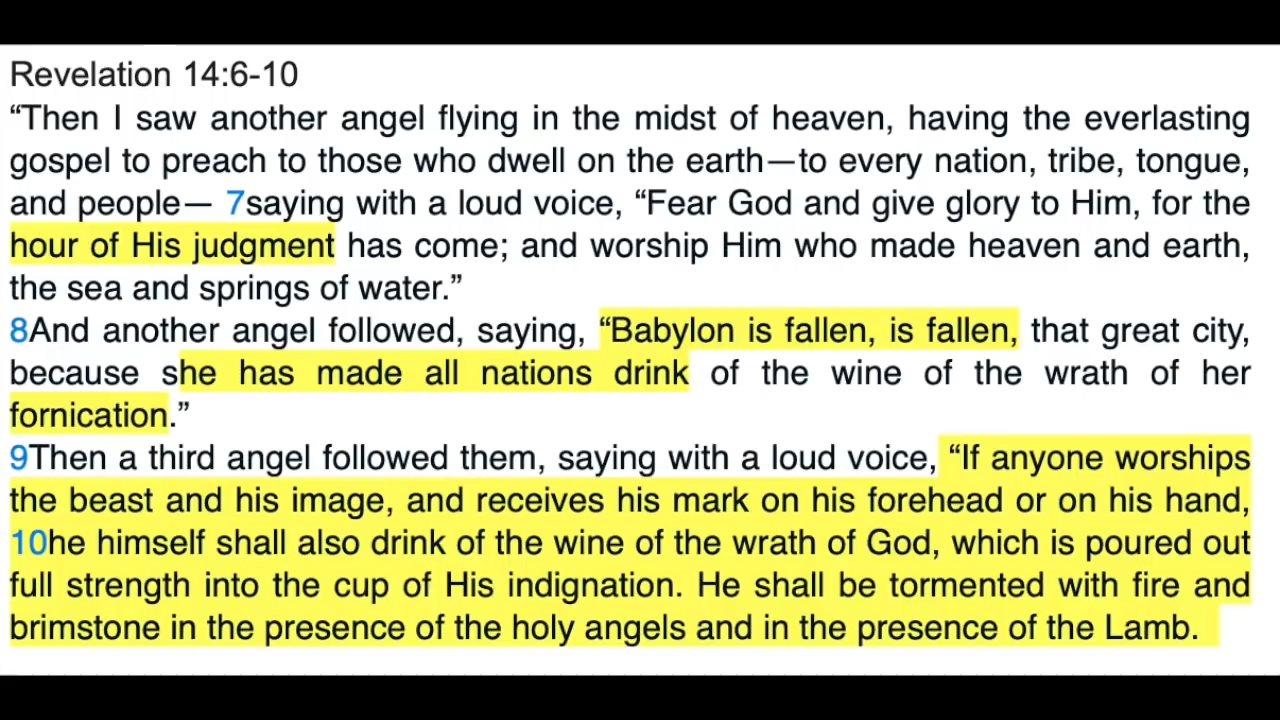 Revelation 14:6-10
“Then I saw another angel flying in the midst of heaven, having the everlasting
gospel to preach to those who dwell on the earth—to every nation, tribe, tongue,
and people— 7saying with a loud voice, “Fear God and give glory to Him, for the
hour of His judgment has come; and worship Him who made heaven and earth,
the sea and springs of water.”
8And another angel followed, saying, “Babylon is fallen, is fallen, that great city,
because she has made all nations drink of the wine of the wrath of her
fornication.”
9Then a third angel followed them, saying with a loud voice, “If anyone worships
the beast and his image, and receives his mark on his forehead or on his hand,
10he himself shall also drink of the wine of the wrath of God, which is poured out
full strength into the cup of His indignation. He shall be tormented with fire and
brimstone in the presence of the holy angels and in the presence of the Lamb.